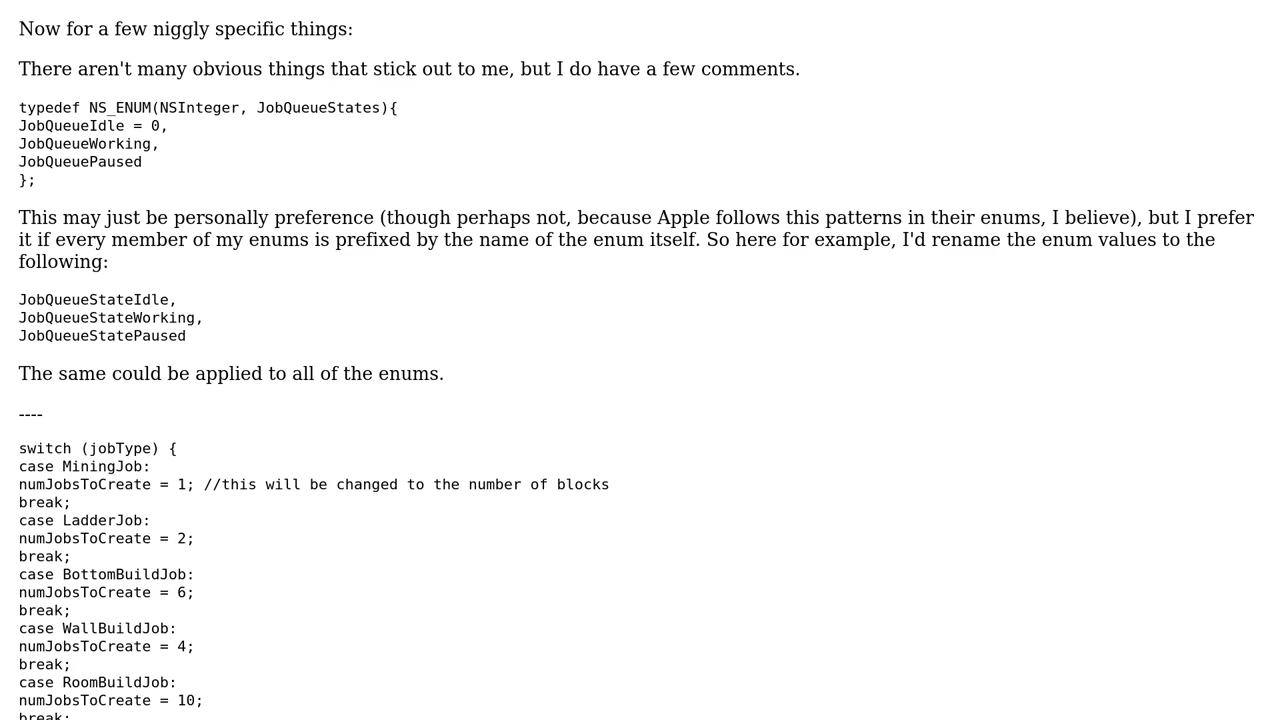 Now for a few niggly specific things:
There aren't many obvious things that stick out to me, but I do have a few comments.
typedef NS_ENUM(NSInteger, JobQueueStates){
JobQueueIdle = 0,
JobQueueWorking,
JobQueuePaused
};
This may just be personally preference (though perhaps not, because Apple follows this patterns in their enums, I believe), but I prefer
it if every member of my enums is prefixed by the name of the enum itself. So here for example, I'd rename the enum values to the
following:
JobQueueStateIdle,
JobQueueStateWorking,
JobQueueStatePaused
The same could be applied to all of the enums.
----
switch (jobType) {
case MiningJob:
numJobsToCreate = 1; //this will be changed to the number of blocks
break;
case LadderJob:
numJobsToCreate = 2;
break;
case BottomBuildJob:
numJobsToCreate = 6;
break;
case WallBuildJob:
numJobsToCreate = 4;
break;
case RoomBuildJob:
numJobsToCreate = 10;
break;